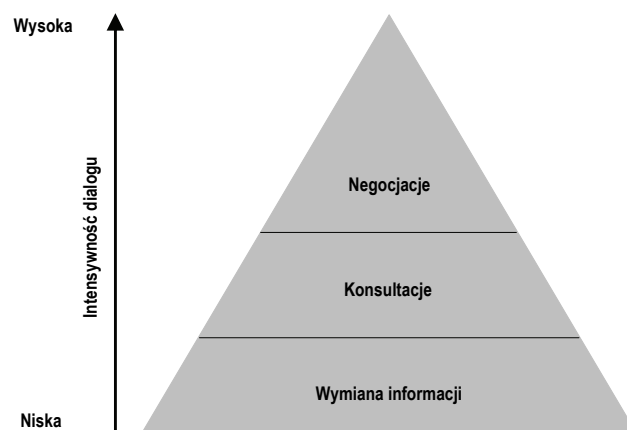 Wysoka
Intensywność dialogu
Negocjacje
Konsultacje
Wymiana informacji
Niska